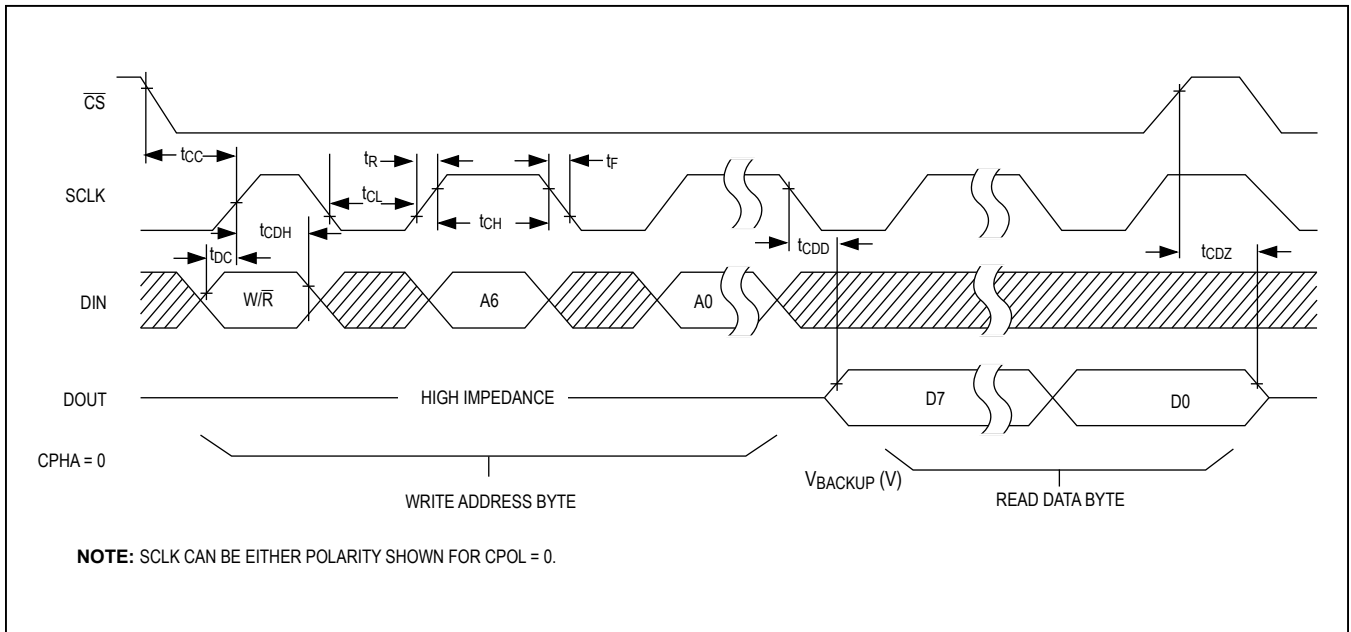 CS
tCC
tR
tF
SCLK
tCL
tCH
tCDH
tCDD
tCDZ
tDC
DIN
W/R
A6
A0
DOUT
HIGH IMPEDANCE
D7
D0
CPHA = 0
WRITE ADDRESS BYTE
VBACKUP (V)
READ DATA BYTE
NOTE: SCLK CAN BE EITHER POLARITY SHOWN FOR CPOL = 0.